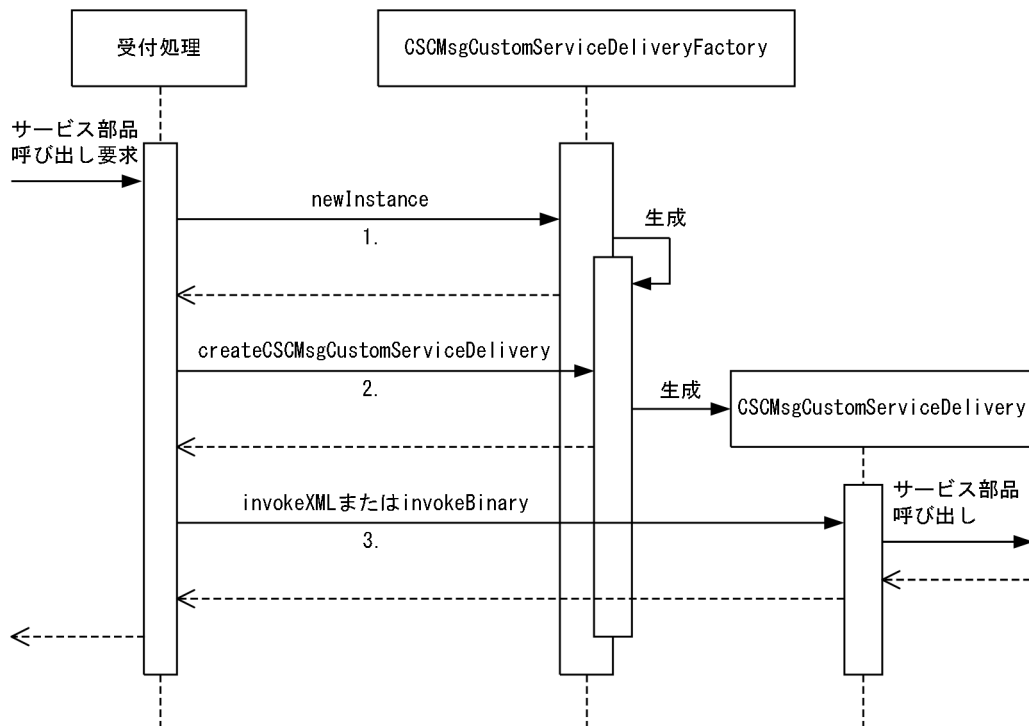 受付処理
CSCMsgCustomServiceDeliveryFactory
サービス部品
呼び出し要求
newInstance
1.
生成
createCSCMsgCustomServiceDelivery
2.
生成
CSCMsgCustomServiceDelivery
invokeXMLまたはinvokeBinary
3.
サービス部品
呼び出し